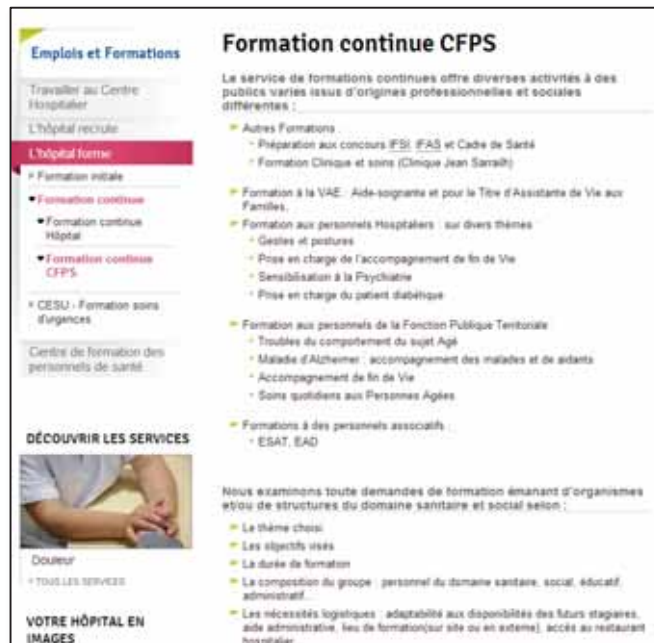 Emplois et Formations
Travailler au Centre
Hospitalier
L'hôpital recrute
L'hôpital forme
Formation initiale
Formation continue
Formation continue
Hôpital
Formation continue
CFPS
CESU - Formation soins
d'urgences
Centre de formation des
personnels de santé
DÉCOUVRIR LES SERVICES
Douleur
TOUS LES SERVICES
VOTRE HÔPITAL EN
IMAGES
Formation continue CFPS
Le service de formations continues offre diverses activités à des
publics variés issus d'origines professionnelles et sociales
différentes :
Autres Formations
Préparation aux concours IFSI, IFAS et Cadre de Santé
Formation Clinique et soins (Clinique Jean Sarrailh)
Formation à la VAE : Aide-soignante et pour le Titre d'Assistante de Vie aux
Familles.
Formation aux personnels Hospitaliers : sur divers thèmes
Gestes et postures
Prise en charge de l'accompagnement de fin de Vie
Sensibilisation à la Psychiatrie
Prise en charge du patient diabétique
Formation aux personnels de la Fonction Publique Territoriale
Troubles du comportement du sujet Agé
Maladie d'Alzheimer : accompagnement des malades et de aidants
Accompagnement de fin de Vie
Soins quotidiens aux Personnes Agées
Formations à des personnels associatifs :
ESAT, EAD
Nous examinons toute demandes de formation émanant d'organismes
et/ou de structures du domaine sanitaire et social selon :
Le thème choisi
Les objectifs visés
La durée de formation
La composition du groupe : personnel du domaine sanitaire, social, éducatif,
administratif...
Les nécessités logistiques : adaptabilité aux disponibilités des futurs stagiaires,
aide administrative, lieu de formation(sur site ou en externe), accès au restaurant
hospitalier